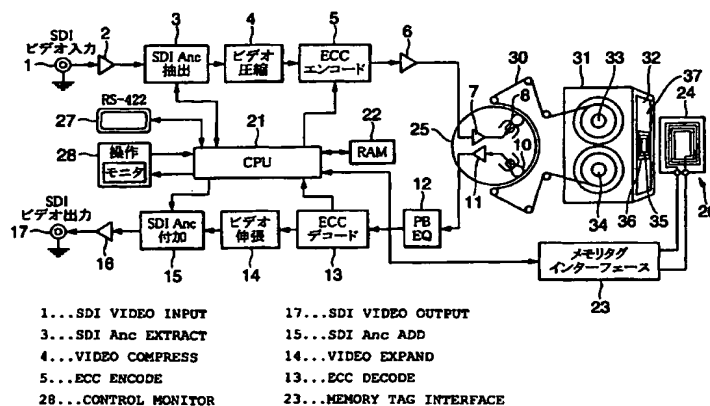 SDI
ビデオ入力
1
2
3
SDI Anc
抽出
4
ビデオ
圧縮
5
ECC
エンコード
6
RS-422
27
操作
モニタ
28
21
CPU
22
RAM
25
7
8
30
10
11
31
33
32
37
24
34
36
35
26
SDI
ビデオ出力
17
16
SDI Anc
付加
15
ビデオ
伸張
14
ECC
デコード
13
12
PB
EQ
メモリタグ
インターフェース
23
1...SDI VIDEO INPUT
3...SDI Anc EXTRACT
4...VIDEO COMPRESS
5...ECC ENCODE
28...CONTROL MONITOR
17...SDI VIDEO OUTPUT
15...SDI Anc ADD
14...VIDEO EXPAND
13...ECC DECODE
23...MEMORY TAG INTERFACE